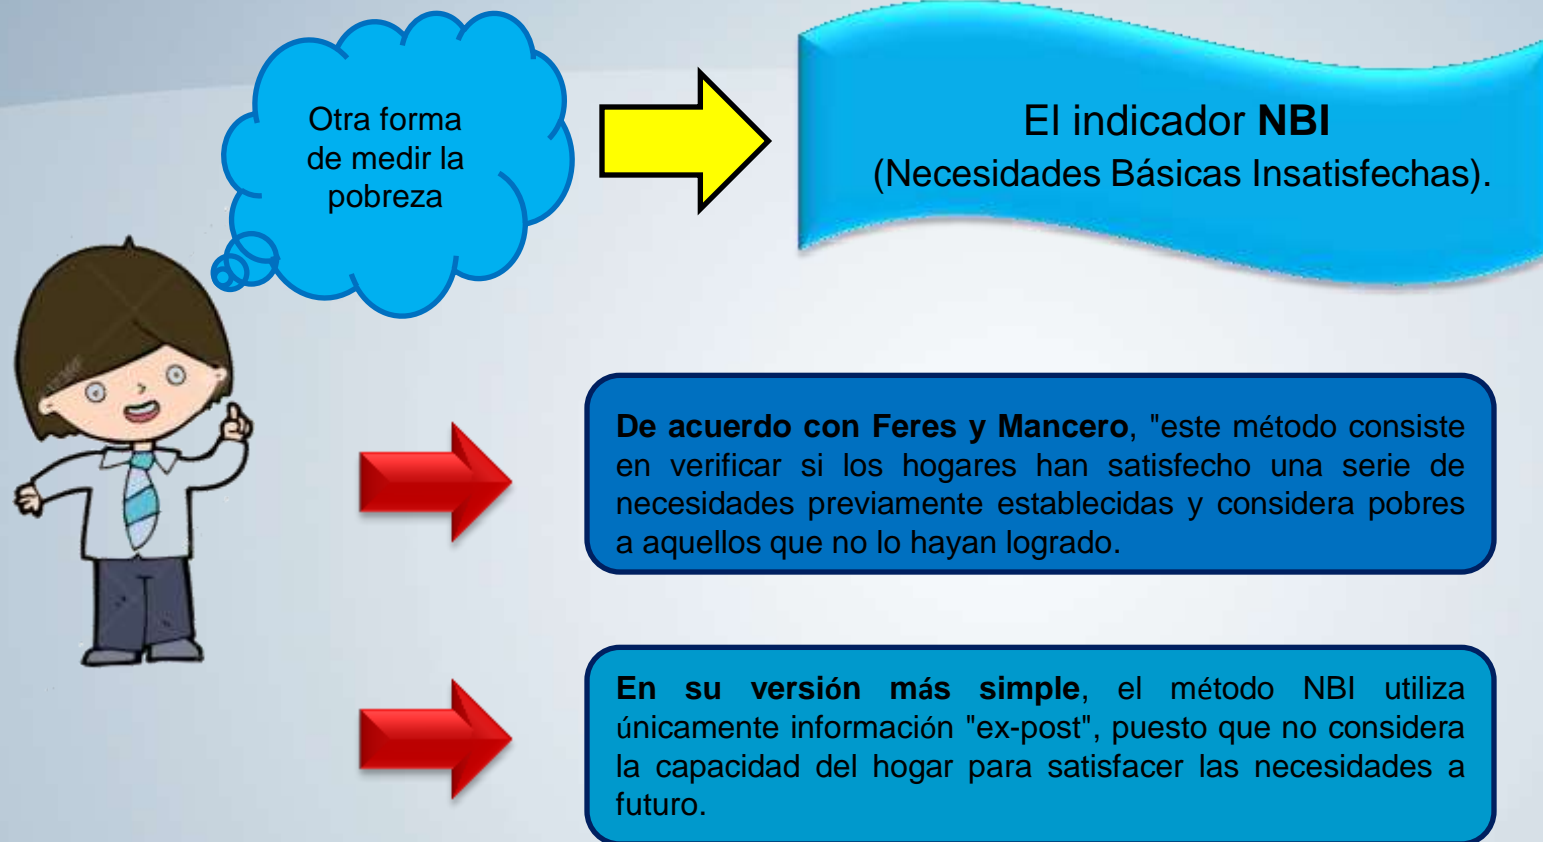 Otra forma
de medir la
pobreza
El indicador NBI
(Necesidades Básicas Insatisfechas).
De acuerdo con Feres y Mancero, "este método consiste
en verificar si los hogares han satisfecho una serie de
necesidades previamente establecidas y considera pobres
a aquellos que no lo hayan logrado.
En su versión más simple, el método NBI utiliza
únicamente información "ex-post", puesto que no considera
la capacidad del hogar para satisfacer las necesidades a
futuro.